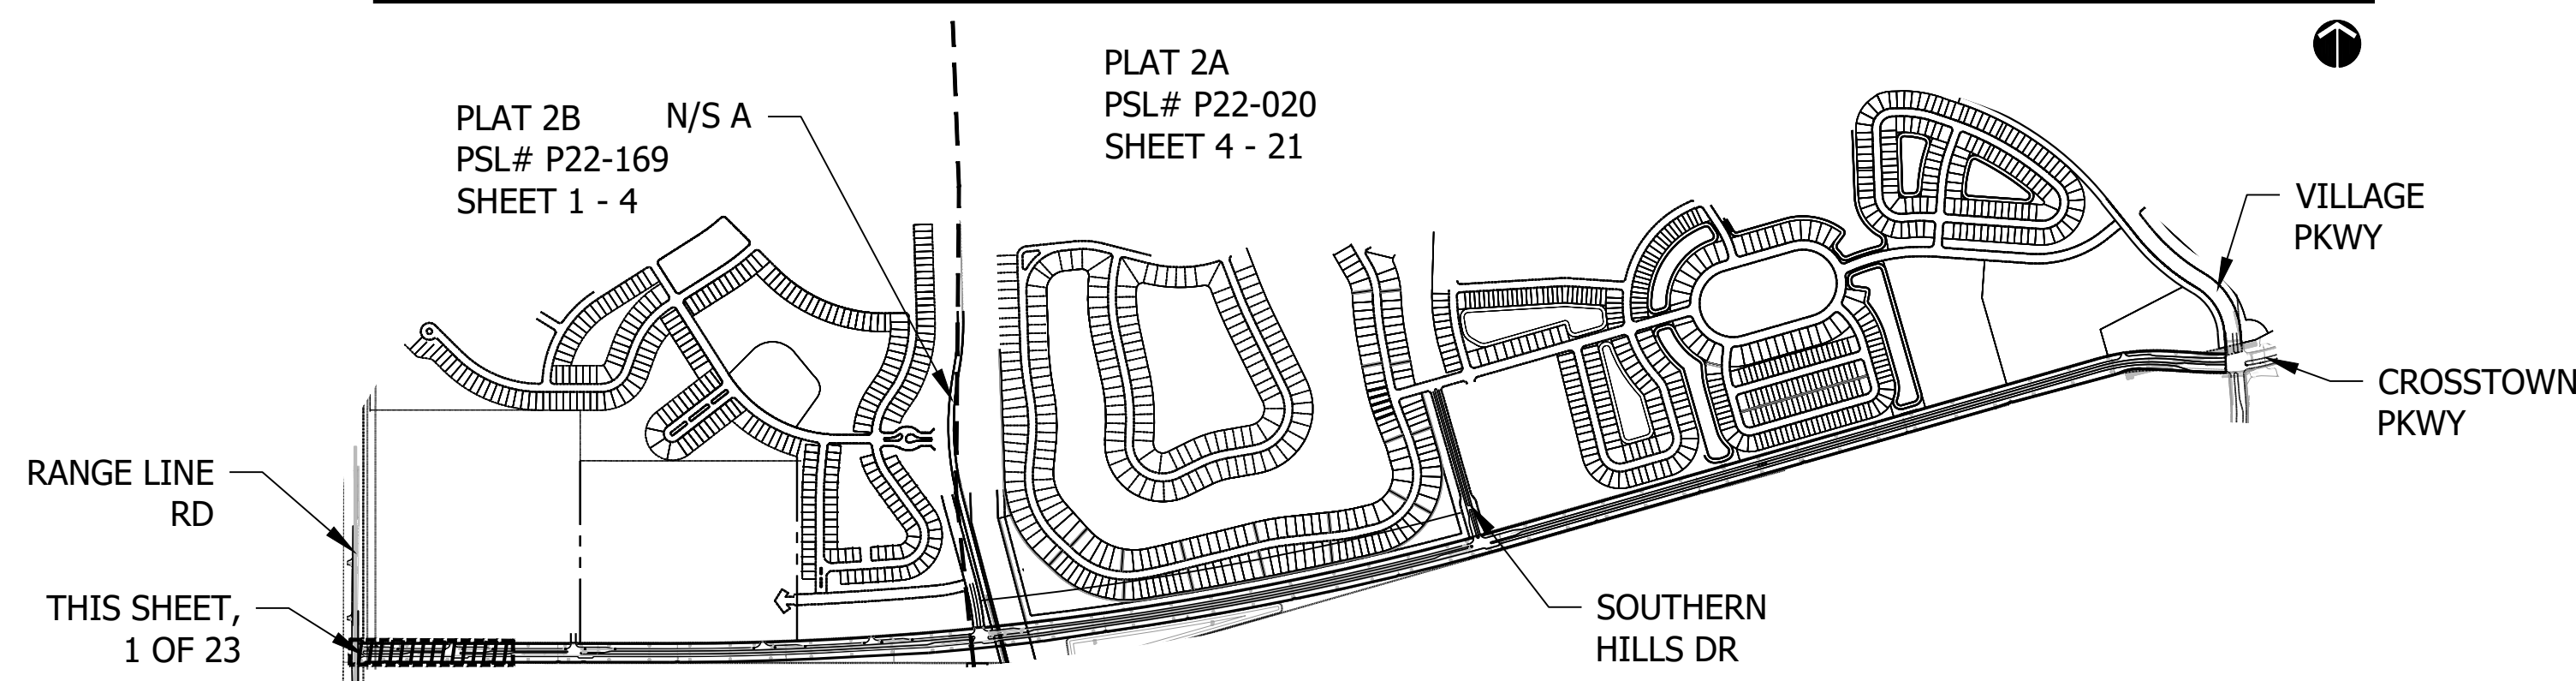 PLAT 2A
PSL# P22-020
SHEET 4 - 21
PLAT 2B
PSL# P22-169
SHEET 1 - 4
N/S A
VILLAGE
PKWY
CROSSTOWN
PKWY
RANGE LINE
RD
THIS SHEET,
1 OF 23
SOUTHERN
HILLS DR